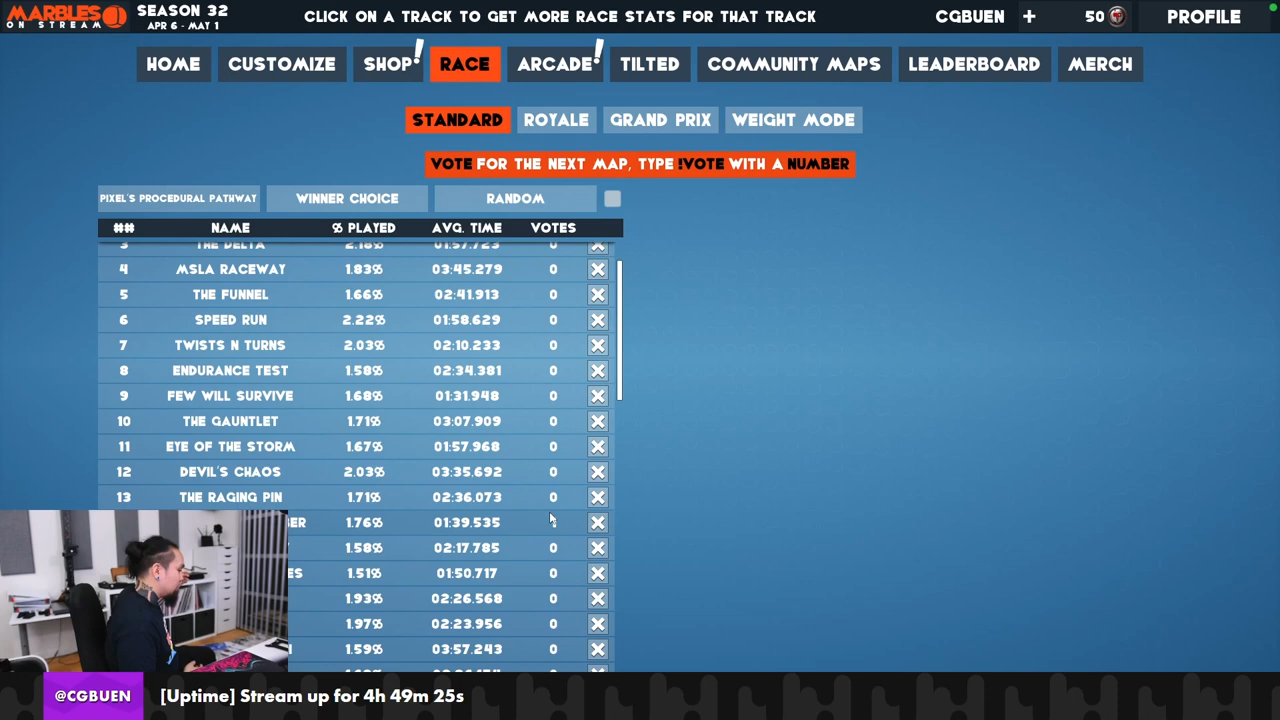 MARBLES
ON STREAM
SEASON 32
APR 6 - MAY 1
CLICK ON A TRACK TO GET MORE RACE STATS FOR THAT TRACK
CGBUEN +
50
PROFILE
HOME
CUSTOMIZE
SHOP!
RACE
ARCADE!
TILTED
COMMUNITY MAPS
LEADERBOARD
MERCH
STANDARD
ROYALE
GRAND PRIX
WEIGHT MODE
VOTE FOR THE NEXT MAP, TYPE !VOTE WITH A NUMBER
PIXEL'S PROCEDURAL PATHWAY
WINNER CHOICE
RANDOM
## NAME % PLAYED AVG. TIME VOTES
3 THE DELTA 2.18% 01:57.723 0
4 MSLA RACEWAY 1.83% 03:45.279 0
5 THE FUNNEL 1.66% 02:41.913 0
6 SPEED RUN 2.22% 01:58.629 0
7 TWISTS N TURNS 2.03% 02:10.233 0
8 ENDURANCE TEST 1.58% 02:34.381 0
9 FEW WILL SURVIVE 1.68% 01:31.948 0
10 THE GAUNTLET 1.71% 03:07.909 0
11 EYE OF THE STORM 1.67% 01:57.968 0
12 DEVIL'S CHAOS 2.03% 03:35.692 0
13 THE RAGING PIN 1.71% 02:36.073 0
BER 1.76% 01:39.535
1.58% 02:17.785 0
ES 1.51% 01:50.717 0
1.93% 02:26.568 0
1.97% 02:23.956 0
1.59% 03:57.243 0
@CGBUEN
[Uptime] Stream up for 4h 49m 25s